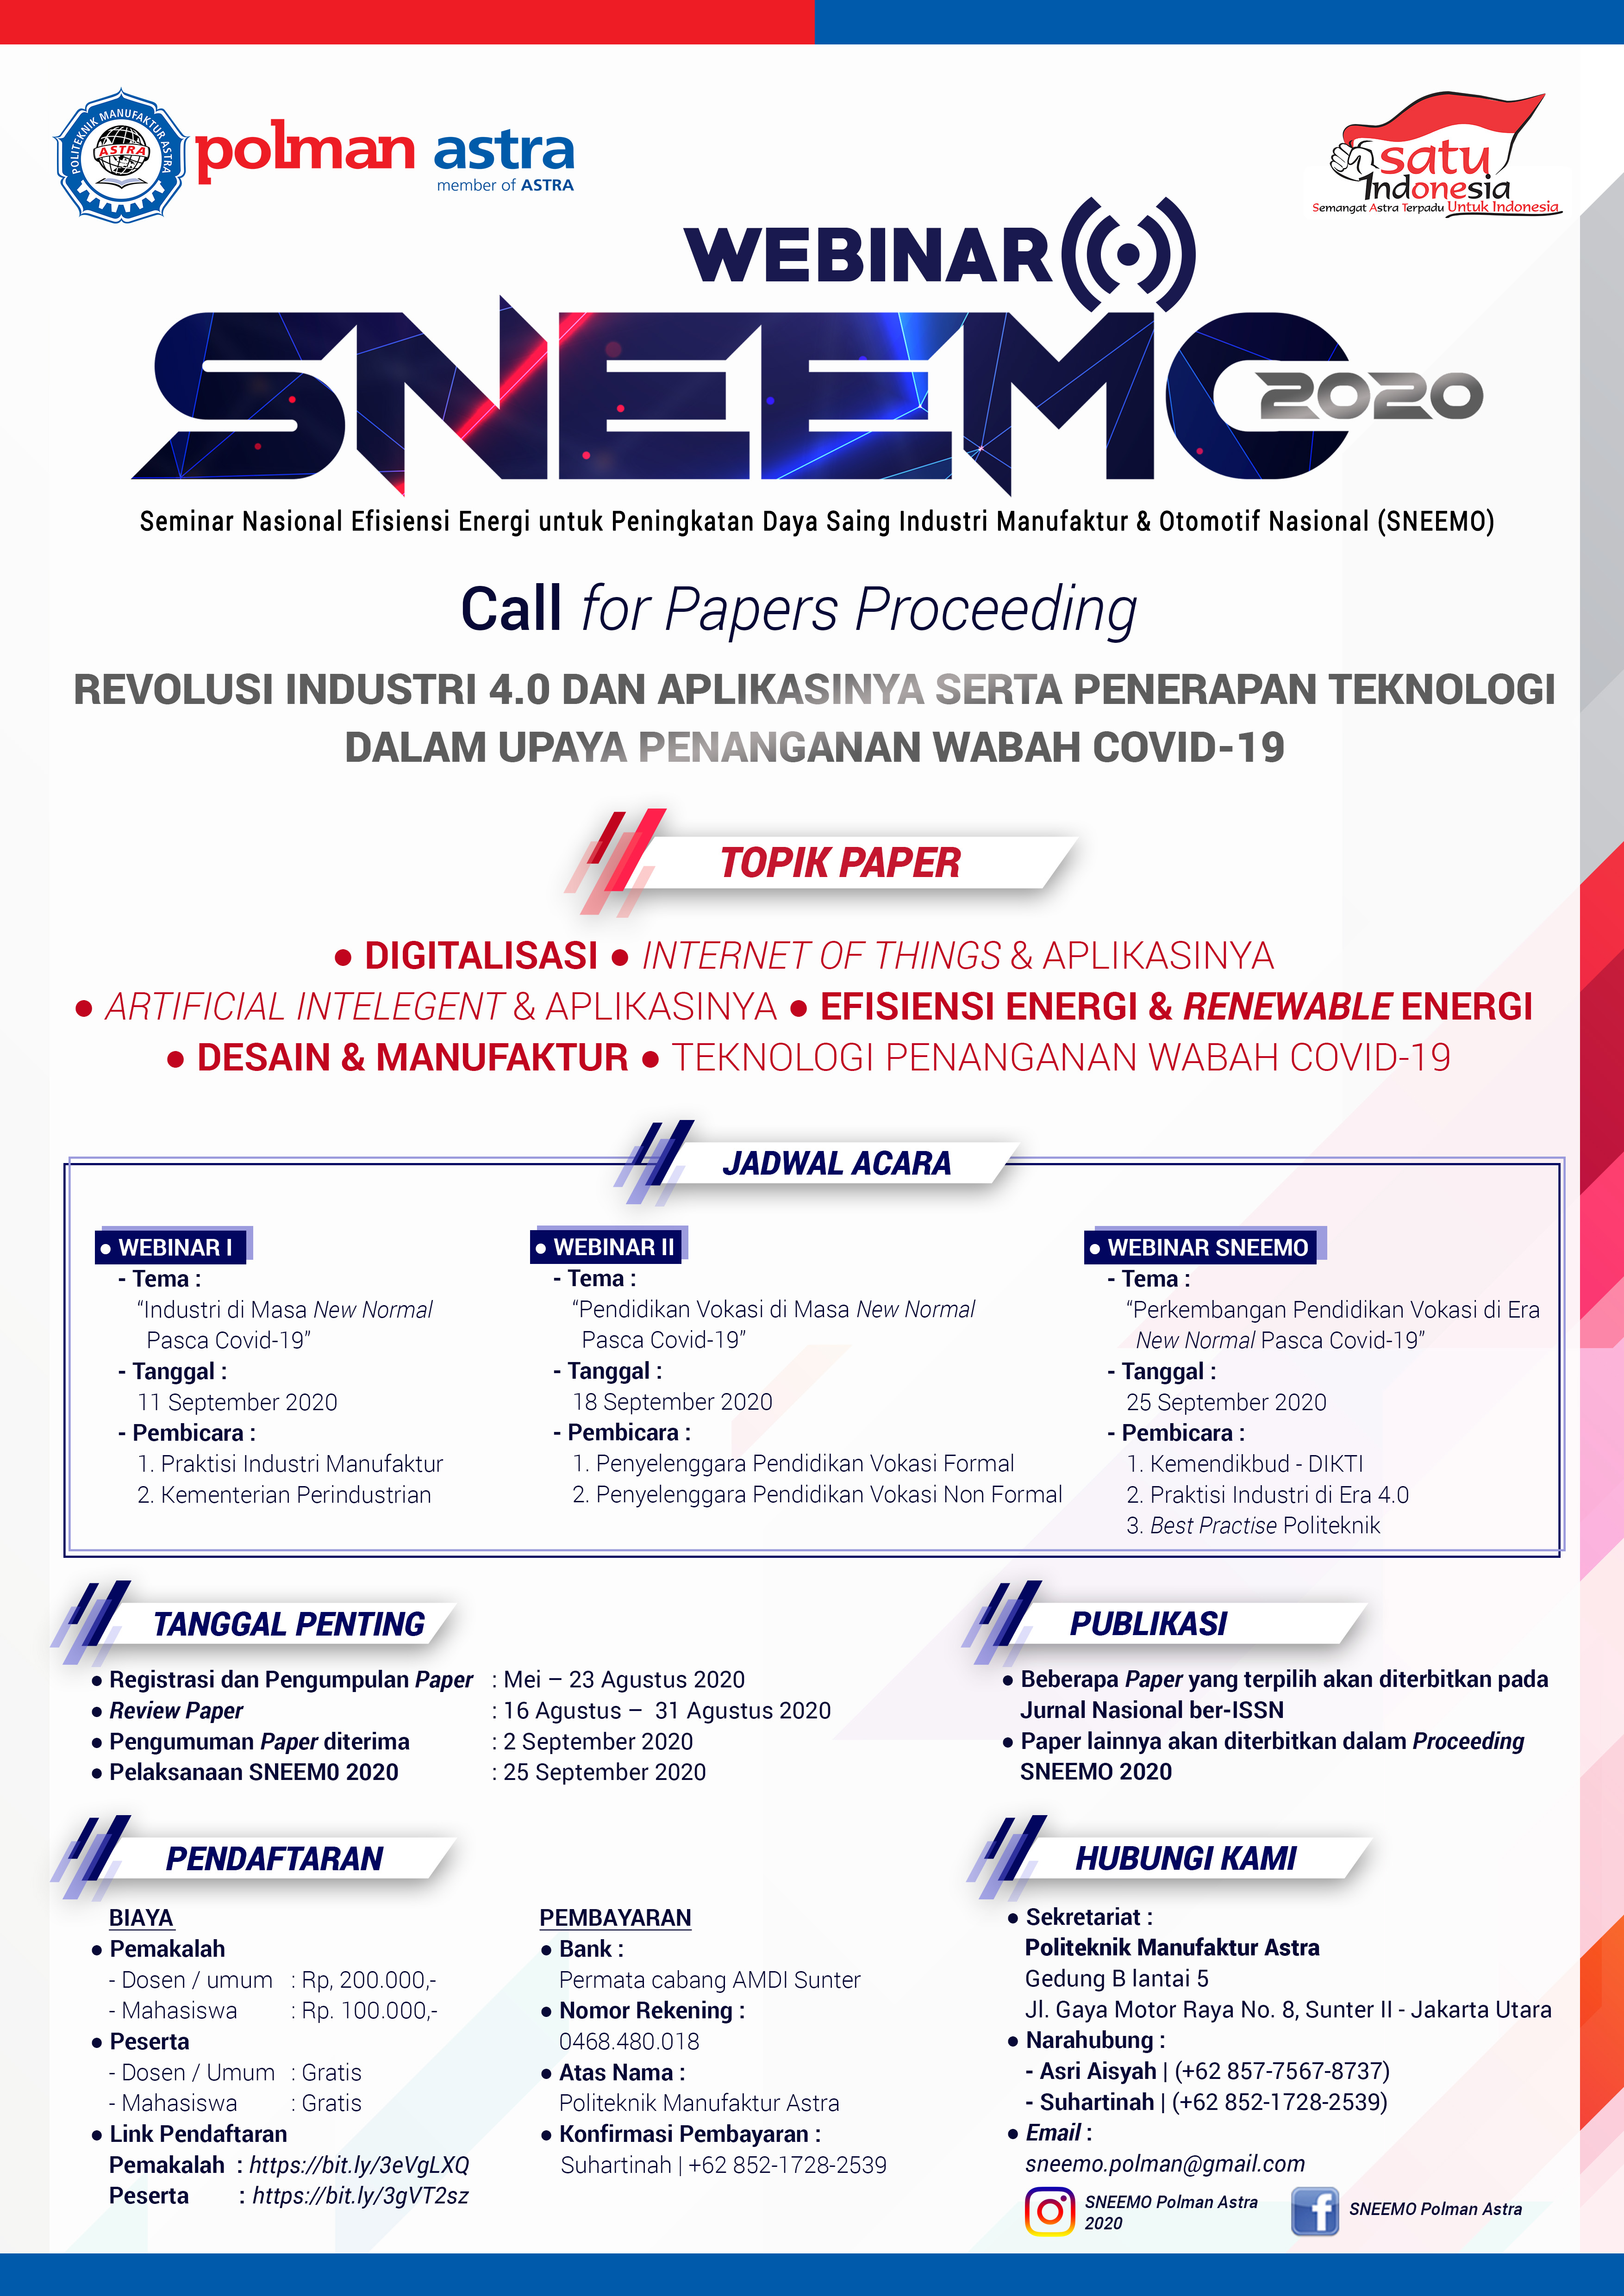 POLITEKNIK MANUFAKTUR ASTRA
ASTRA
polman astra
member of ASTRA
satu
Indonesia
Semangat Astra Terpadu Untuk Indonesia
WEBINAR
SNEEMO
2020
Seminar Nasional Efisiensi Energi untuk Peningkatan Daya Saing Industri Manufaktur & Otomotif Nasional (SNEEMO)
Call for Papers Proceeding
REVOLUSI INDUSTRI 4.0 DAN APLIKASINYA SERTA PENERAPAN TEKNOLOGI
DALAM UPAYA PENANGANAN WABAH COVID-19
TOPIK PAPER
● DIGITALISASI ● INTERNET OF THINGS & APLIKASINYA
● ARTIFICIAL INTELEGENT & APLIKASINYA ● EFISIENSI ENERGI & RENEWABLE ENERGI
● DESAIN & MANUFAKTUR ● TEKNOLOGI PENANGANAN WABAH COVID-19
JADWAL ACARA
● WEBINAR I
- Tema :
“Industri di Masa New Normal
Pasca Covid-19”
- Tanggal :
11 September 2020
- Pembicara :
1. Praktisi Industri Manufaktur
2. Kementerian Perindustrian
● WEBINAR II
- Tema :
“Pendidikan Vokasi di Masa New Normal
Pasca Covid-19”
- Tanggal :
18 September 2020
- Pembicara :
1. Penyelenggara Pendidikan Vokasi Formal
2. Penyelenggara Pendidikan Vokasi Non Formal
● WEBINAR SNEEMO
- Tema :
“Perkembangan Pendidikan Vokasi di Era
New Normal Pasca Covid-19”
- Tanggal :
25 September 2020
- Pembicara :
1. Kemendikbud - DIKTI
2. Praktisi Industri di Era 4.0
3. Best Practise Politeknik
TANGGAL PENTING
● Registrasi dan Pengumpulan Paper : Mei – 23 Agustus 2020
● Review Paper : 16 Agustus – 31 Agustus 2020
● Pengumuman Paper diterima : 2 September 2020
● Pelaksanaan SNEEM0 2020 : 25 September 2020
PUBLIKASI
● Beberapa Paper yang terpilih akan diterbitkan pada
Jurnal Nasional ber-ISSN
● Paper lainnya akan diterbitkan dalam Proceeding
SNEEMO 2020
PENDAFTARAN
BIAYA
● Pemakalah
- Dosen / umum : Rp, 200.000,-
- Mahasiswa : Rp. 100.000,-
● Peserta
- Dosen / Umum : Gratis
- Mahasiswa : Gratis
● Link Pendaftaran
Pemakalah : https://bit.ly/3eVgLXQ
Peserta : https://bit.ly/3gVT2sz
PEMBAYARAN
● Bank :
Permata cabang AMDI Sunter
● Nomor Rekening :
0468.480.018
● Atas Nama :
Politeknik Manufaktur Astra
● Konfirmasi Pembayaran :
Suhartinah | +62 852-1728-2539
HUBUNGI KAMI
● Sekretariat :
Politeknik Manufaktur Astra
Gedung B lantai 5
Jl. Gaya Motor Raya No. 8, Sunter II - Jakarta Utara
● Narahubung :
- Asri Aisyah | (+62 857-7567-8737)
- Suhartinah | (+62 852-1728-2539)
● Email :
sneemo.polman@gmail.com
SNEEMO Polman Astra
2020
SNEEMO Polman Astra